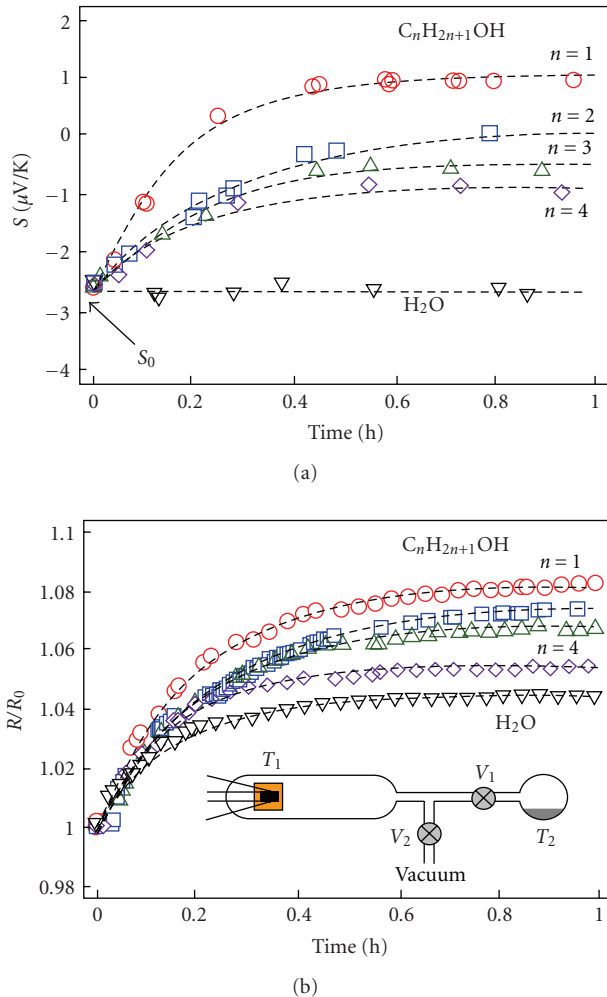 2
1
0
−1
−2
−3
−4
S (μV/K)
CₙH₂ₙ₊₁OH
n = 1
n = 2
n = 3
n = 4
H₂O
S₀
0 0.2 0.4 0.6 0.8 1
Time (h)
(a)
1.1
1.08
1.06
1.04
1.02
1
0.98
R/R₀
CₙH₂ₙ₊₁OH
n = 1
n = 4
H₂O
T₁
V₁
V₂
T₂
Vacuum
0 0.2 0.4 0.6 0.8 1
Time (h)
(b)